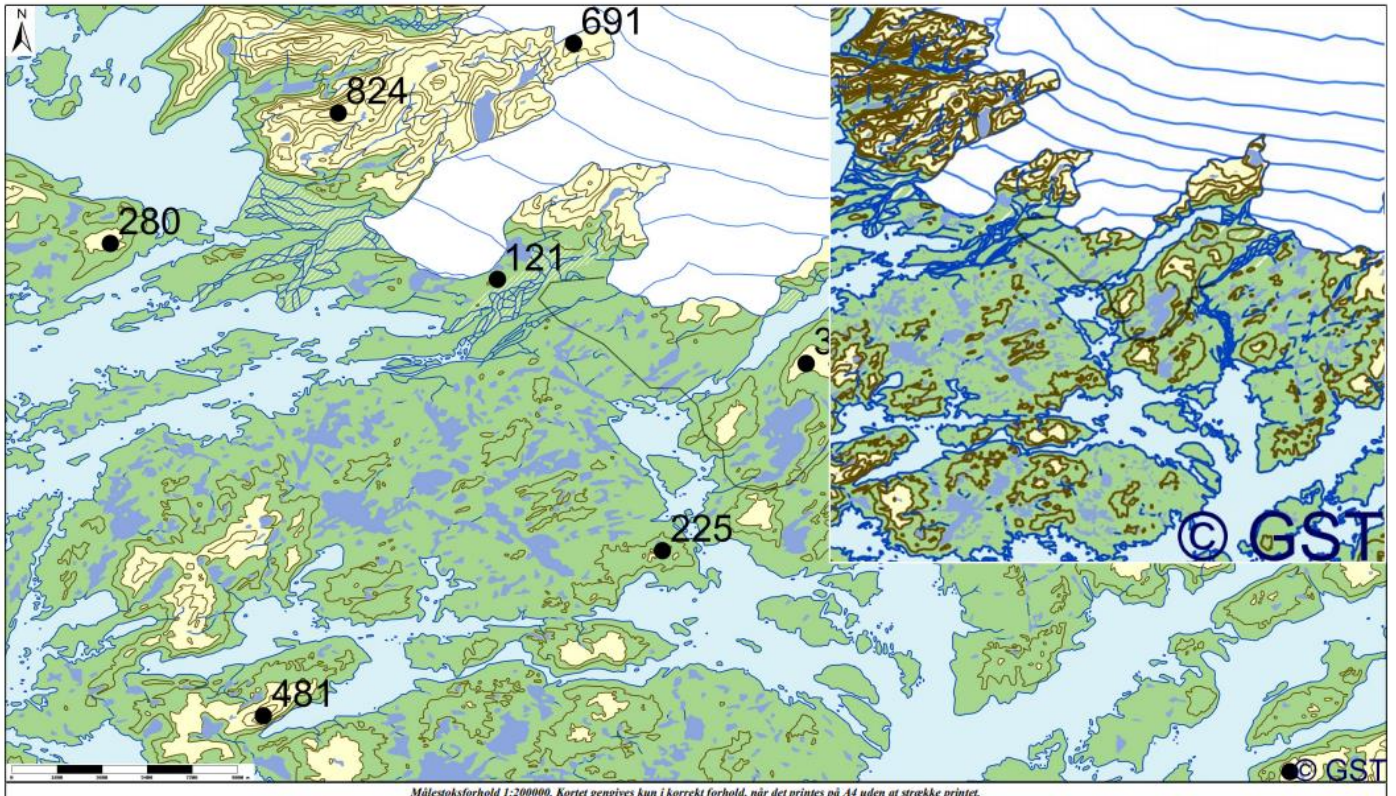 N
691
824
280
121
3
225
© GST
481
© GST
Målestoksforhold 1:200000. Kortet gengives kun i korrekt forhold, når det printes på A4 uden at strække printet.